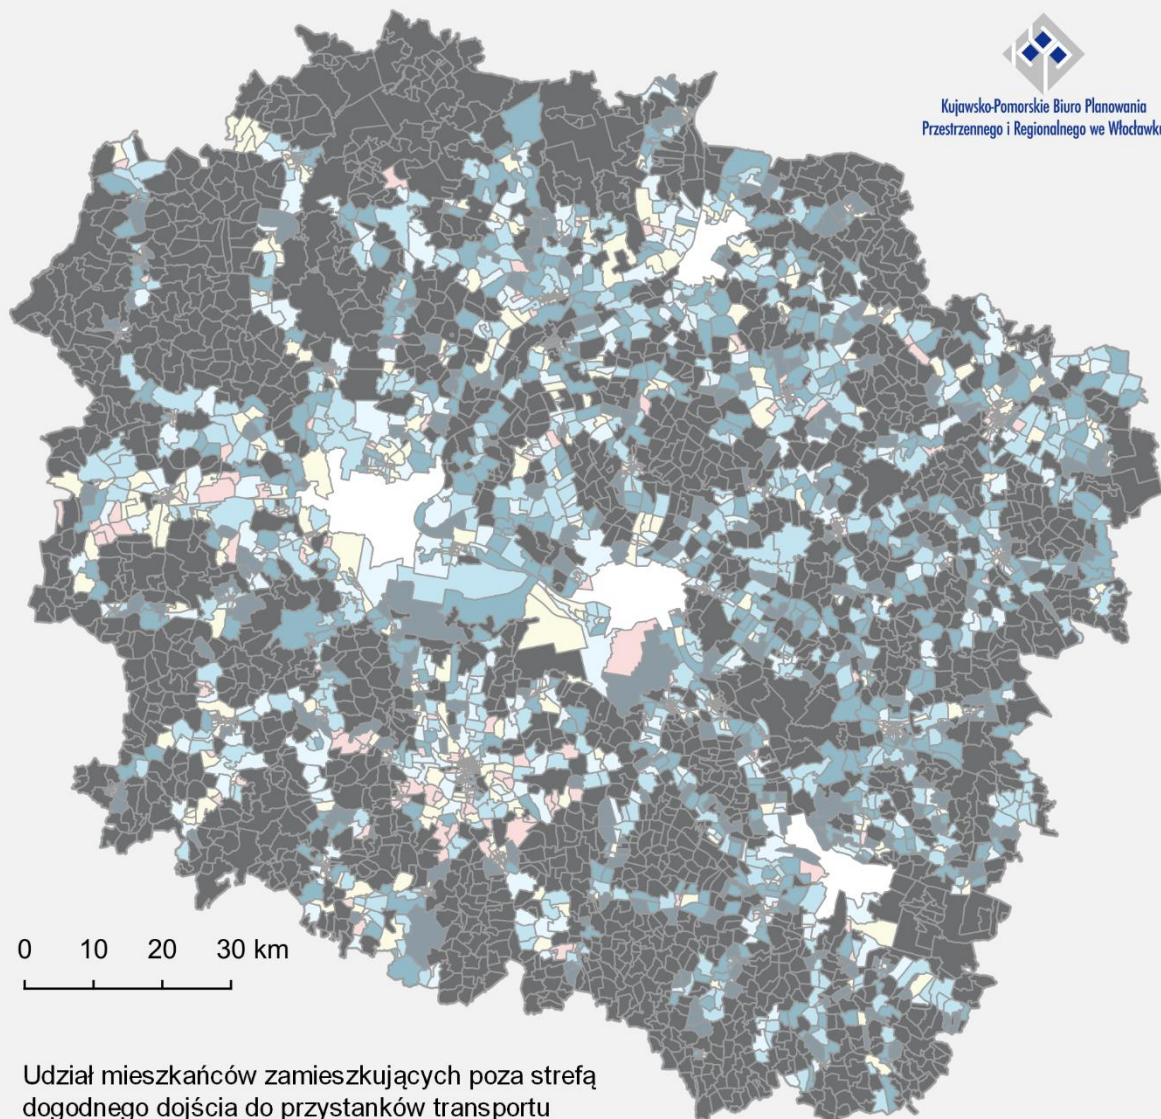 Kujawsko-Pomorskie Biuro Planowania
Przestrzennego i Regionalnego we Włocławku
0 10 20 30 km
Udział mieszkańców zamieszkujących poza strefą
dogodnego dojścia do przystanków transportu